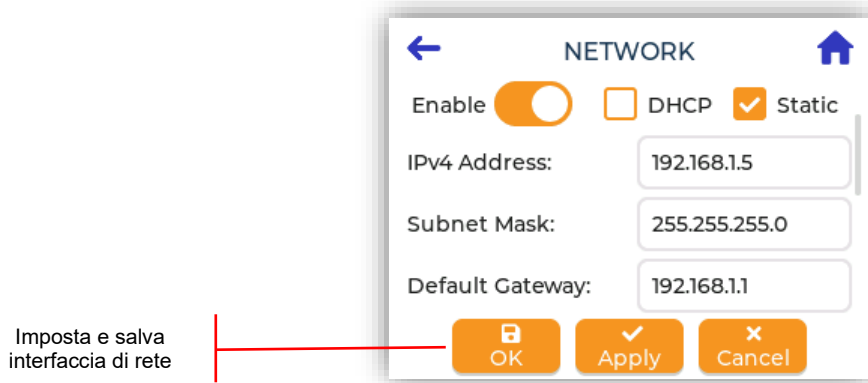 NETWORK
Enable DHCP Static
IPv4 Address: 192.168.1.5
Subnet Mask: 255.255.255.0
Default Gateway: 192.168.1.1
OK Apply Cancel
Imposta e salva
interfaccia di rete